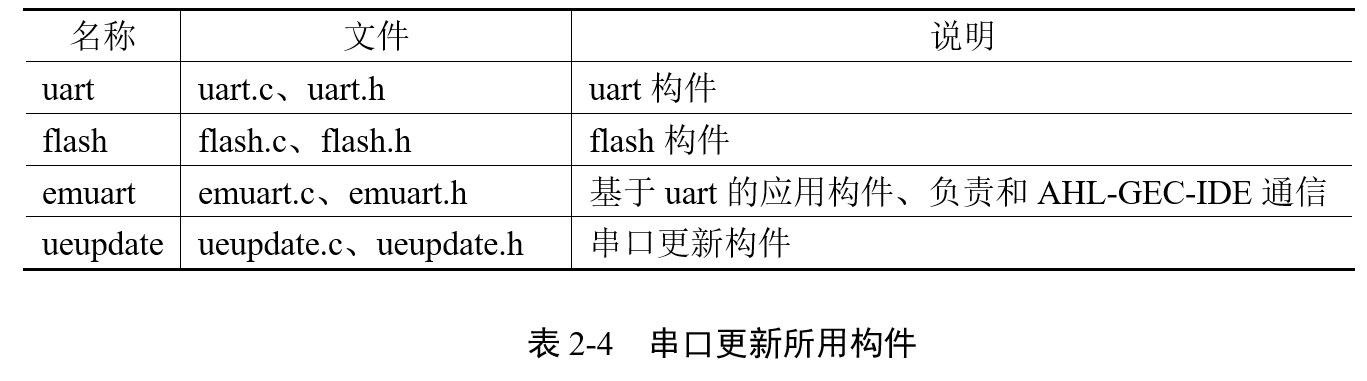 名称 文件 说明
uart uart.c、uart.h uart 构件
flash flash.c、flash.h flash 构件
emuart emuart.c、emuart.h 基于 uart 的应用构件、负责和 AHL-GEC-IDE 通信
ueupdate ueupdate.c、ueupdate.h 串口更新构件
表 2-4 串口更新所用构件